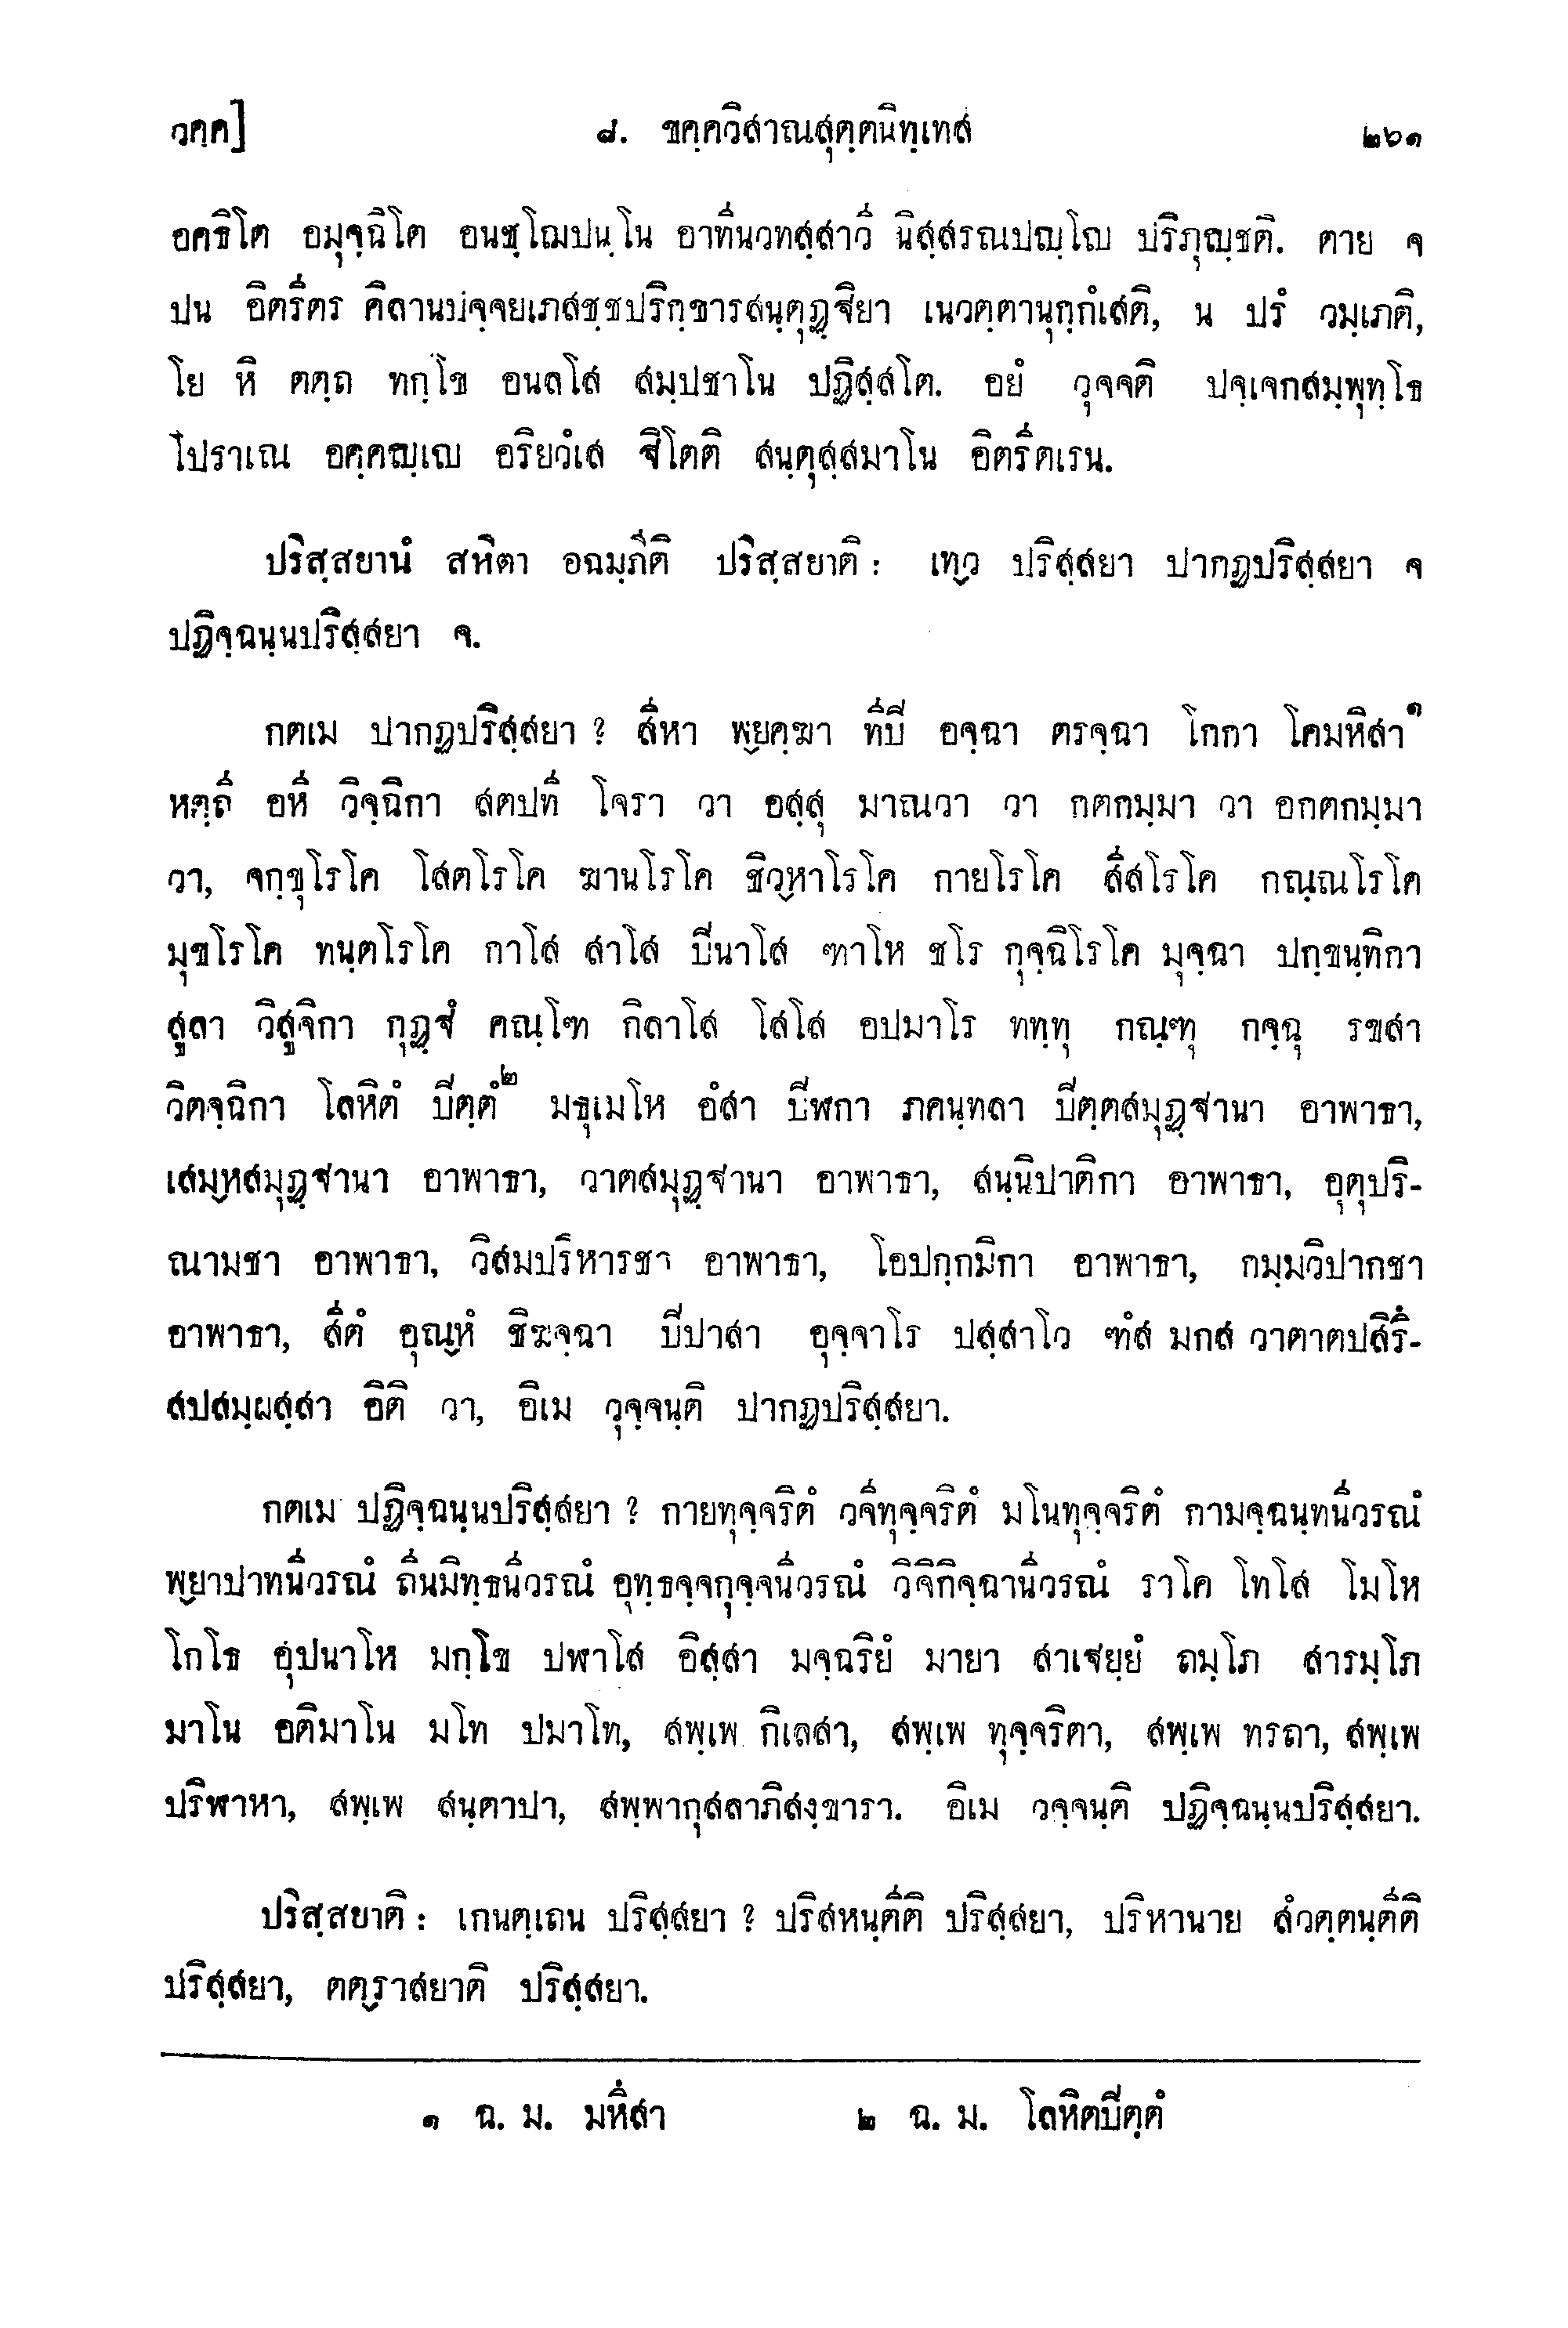 วคฺค]	๘. ขคฺควิสาณสุตฺตนิทฺเทส	๒๖๑
อคธิโต อมุจฺฉิโต อนชฺโฌปนฺโน อาทีนวทสฺสาวี นิสฺสรณปญฺโญ ปริภุญฺชติ. ตาย จ
ปน อิตรีตร คิลานปจฺจยเภสชฺชปริกฺขารสนฺตุฏฺฐิยา เนวตฺตานุกฺกํเสติ, น ปรํ วมฺเภติ,
โย หิ ตตฺถ ทกฺโข อนลโส สมฺปชาโน ปฏิสฺสโต. อยํ วุจฺจติ ปจฺเจกสมฺพุทฺโธ
โปราเณ อคฺคญฺเญ อริยวํเส ฐิโตติ สนฺตุสฺสมาโน อิตรีตเรน.
ปริสฺสยานํ สหิตา อฉมฺภีติ ปริสฺสยาติ : เทฺว ปริสฺสยา ปากฏปริสฺสยา จ
ปฏิจฺฉนฺนปริสฺสยา จ.
กตเม ปากฏปริสฺสยา ? สีหา พฺยคฺฆา ทีปี อจฺฉา ตรจฺฉา โกกา โคมหิสา๑
หตฺถี อหี วิจฺฉิกา สตปที โจรา วา อสฺสุ มาณวา วา กตกมฺมา วา อกตกมฺมา
วา, จกฺขุโรโค โสตโรโค ฆานโรโค ชิวฺหาโรโค กายโรโค สีสโรโค กณฺณโรโค
มุขโรโค ทนฺตโรโค กาโส สาโส ปินาโส ฑาโห ชโร กุจฺฉิโรโค มุจฺฉา ปกฺขนฺทิกา
สูลา วิสูจิกา กุฏฺฐํ คณฺโฑ กิลาโส โสโส อปมาโร ททฺทุ กณฺฑุ กจฺฉุ รขสา
วิตจฺฉิกา โลหิตํ ปิตฺตํ๒ มธุเมโห อํสา ปิฬกา ภคนฺทลา ปิตฺตสมุฏฺฐานา อาพาธา,
เสมฺหสมุฏฺฐานา อาพาธา, วาตสมุฏฺฐานา อาพาธา, สนฺนิปาติกา อาพาธา, อุตุปริ-
ณามชา อาพาธา, วิสมปริหารชา อาพาธา, โอปกฺกมิกา อาพาธา, กมฺมวิปากชา
อาพาธา, สีตํ อุณฺหํ ชิฆจฺฉา ปิปาสา อุจฺจาโร ปสฺสาโว ฑํส มกส วาตาตปสิรึ-
สปสมฺผสฺสา อิติ วา, อิเม วุจฺจนฺติ ปากฏปริสฺสยา.
กตเม ปฏิจฺฉนฺนปริสฺสยา ? กายทุจฺจริตํ วจีทุจฺจริตํ มโนทุจฺจริตํ กามจฺฉนฺทนีวรณํ
พฺยาปาทนีวรณํ ถีนมิทฺธนีวรณํ อุทฺธจฺจกุจฺจนีวรณํ วิจิกิจฺฉานีวรณํ ราโค โทโส โมโห
โกโธ อุปนาโห มกฺโข ปฬาโส อิสฺสา มจฺฉริยํ มายา สาเฐยฺยํ ถมฺโภ สารมฺโภ
มาโน อติมาโน มโท ปมาโท, สพฺเพ กิเลสา, สพฺเพ ทุจฺจริตา, สพฺเพ ทรถา, สพฺเพ
ปริฬาหา, สพฺเพ สนฺตาปา, สพฺพากุสลาภิสงฺขารา. อิเม วจฺจนฺติ ปฏิจฺฉนฺนปริสฺสยา.
ปริสฺสยาติ : เกนตฺเถน ปริสฺสยา ? ปริสหนฺตีติ ปริสฺสยา, ปริหานาย สํวตฺตนฺตีติ
ปริสฺสยา, ตตฺราสยาติ ปริสฺสยา.
๑ ฉ. ม. มหึสา	๒ ฉ. ม. โลหิตปิตฺตํ